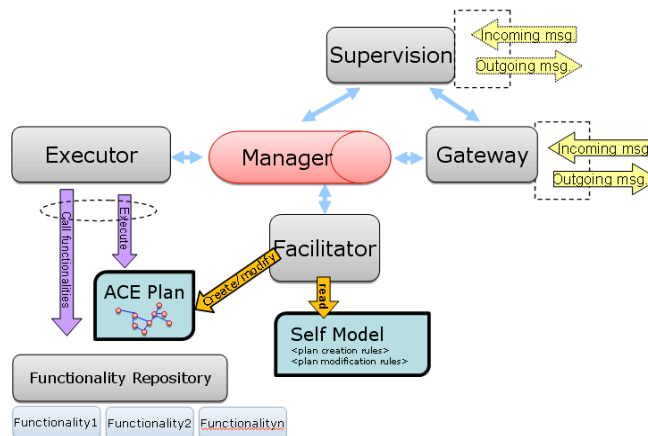 Incoming msg.
Supervision
Outgoing msg.
Executor
Manager
Gateway
Incoming msg.
Outgoing msg.
Call functionalities
Execute
Facilitator
Create/modify
read
ACE Plan
Self Model
<plan creation rules>
<plan modification rules>
Functionality Repository
Functionality1
Functionality2
Functionalityn